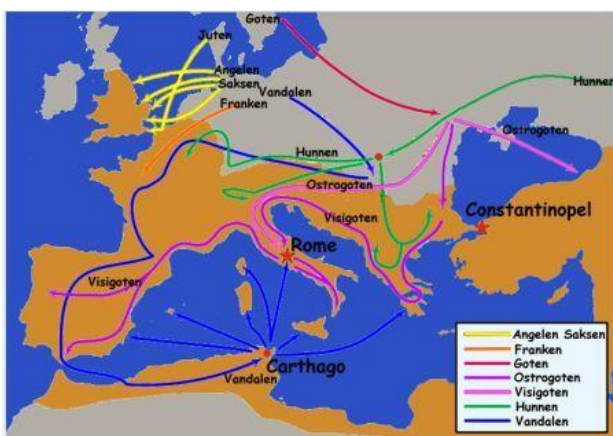 Goten
Juten
Angelen
Saksen
Hunnen
Vandalen
Franken
Ostrogoten
Hunnen
Ostrogoten
Visigoten
Constantinopel
Rome
Visigoten
Carthago
Vandalen
Angelen Saksen
Franken
Goten
Ostrogoten
Visigoten
Hunnen
Vandalen